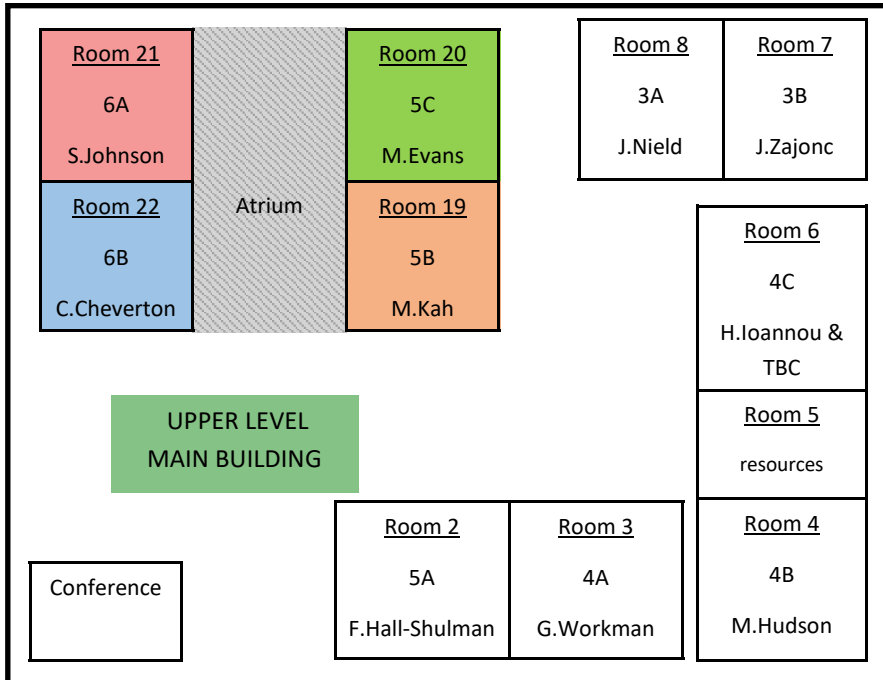 Room 21
6A
S.Johnson
Room 22
6B
C.Cheverton
Atrium
Room 20
5C
M.Evans
Room 19
5B
M.Kah
Room 8
3A
J.Nield
Room 7
3B
J.Zajonc
Room 6
4C
H.Ioannou &
TBC
Room 5
resources
Room 4
4B
M.Hudson
UPPER LEVEL
MAIN BUILDING
Room 2
5A
F.Hall-Shulman
Room 3
4A
G.Workman
Conference